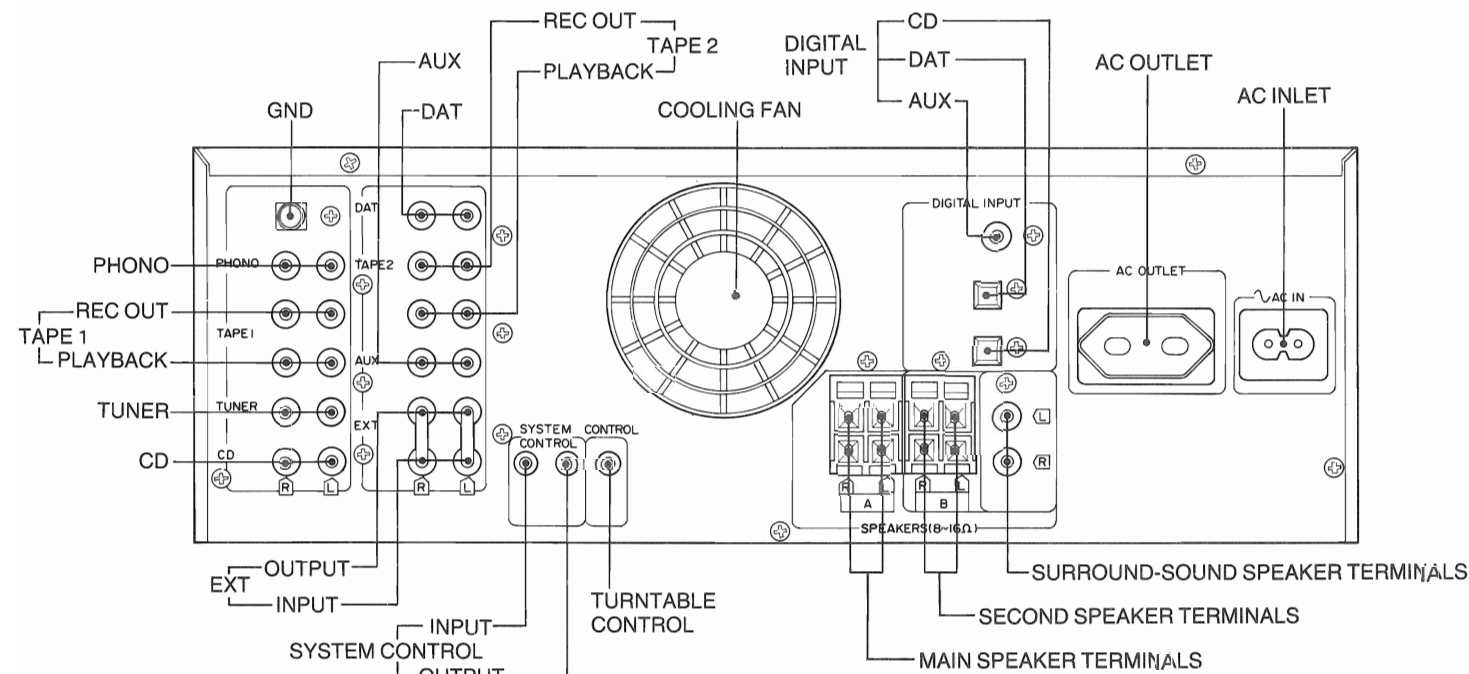 REC OUT
TAPE 2
PLAYBACK
AUX
DAT
GND
COOLING FAN
DIGITAL
INPUT
CD
DAT
AUX
AC OUTLET
AC INLET
DAT
DIGITAL INPUT
PHONO
PHONO
TAPE2
AC OUTLET
AC IN
REC OUT
TAPE 1
PLAYBACK
TAPE1
AUX
TUNER
TUNER
EXT
CD
CD
R
L
R
L
SYSTEM
CONTROL
CONTROL
L
R
R
L
R
L
A
B
SPEAKERS(8~16Ω)
EXT
OUTPUT
INPUT
SYSTEM CONTROL
INPUT
OUTPUT
TURNTABLE
CONTROL
SURROUND-SOUND SPEAKER TERMINALS
SECOND SPEAKER TERMINALS
MAIN SPEAKER TERMINALS